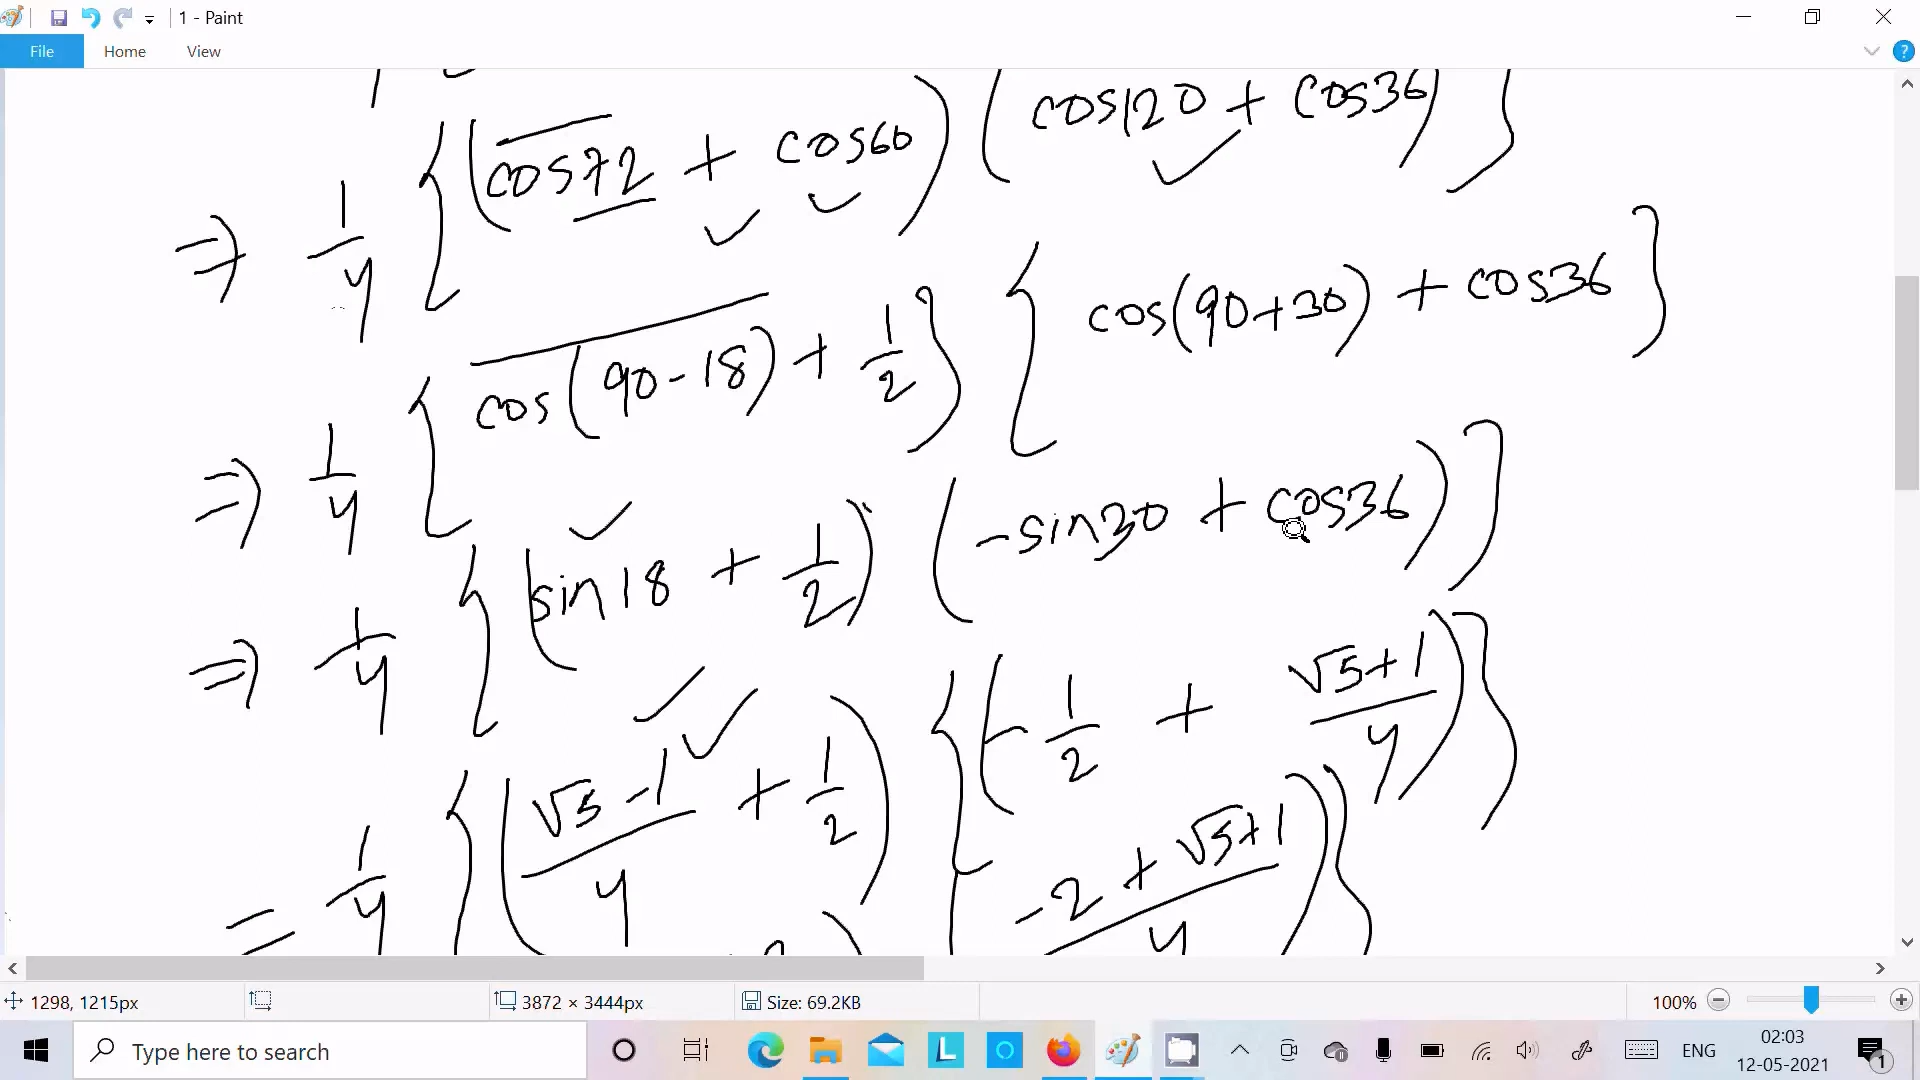 1 - Paint
File Home View
⇒ 1/4 {(cos72 + cos60) (cos120 + cos36)}
⇒ 1/4 {cos(90-18) + 1/2} {cos(90+30) + cos36}
⇒ 1/4 {(sin18 + 1/2) (-sin30 + cos36)}
= 1/4 {(√5-1/4 + 1/2) {(-1/2 + √5+1/4)}
-2 + √5+1/4)}
1298, 1215px 3872 × 3444px Size: 69.2KB 100%
Type here to search ENG 02:03
12-05-2021 1